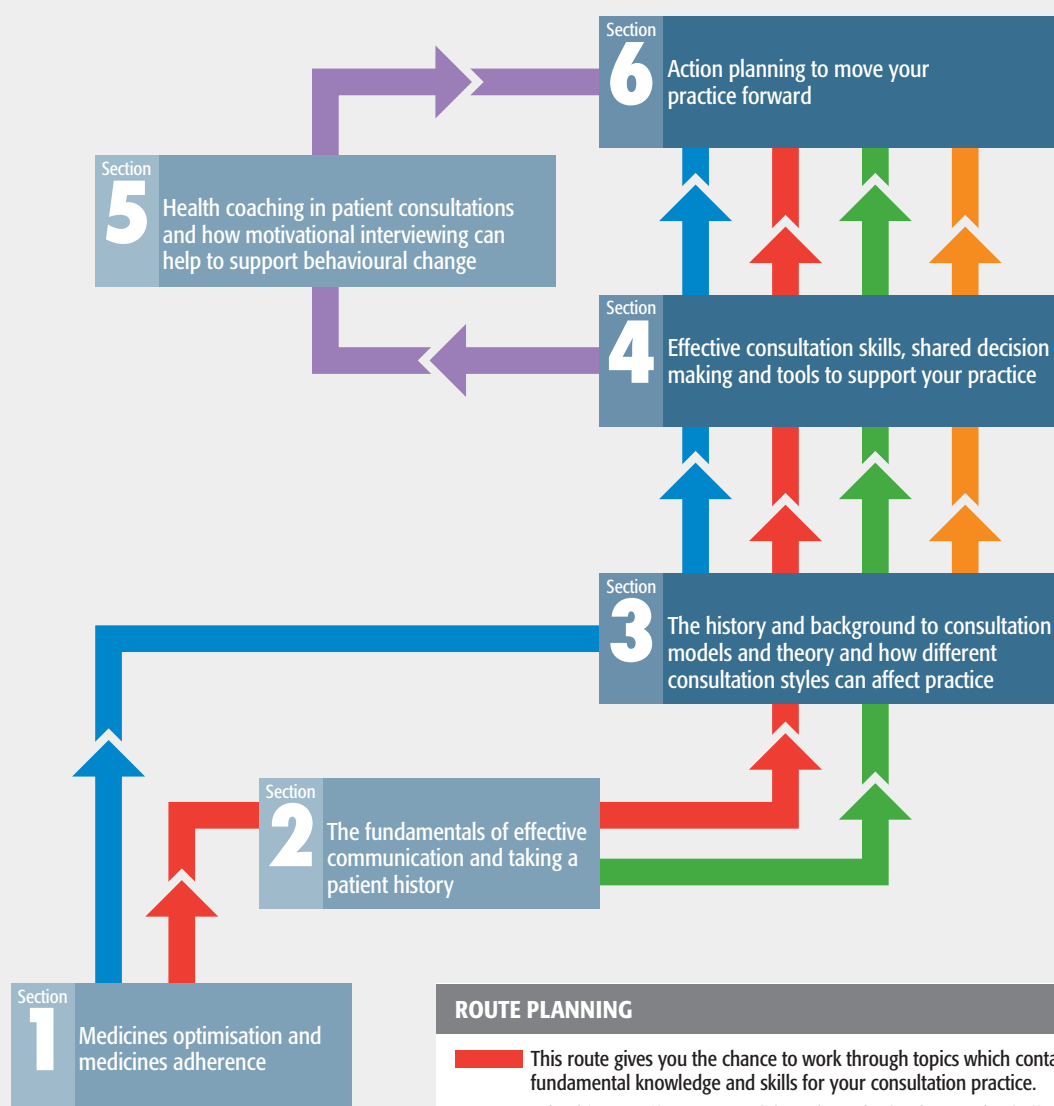 Section
6
Action planning to move your
practice forward
Section
5
Health coaching in patient consultations
and how motivational interviewing can
help to support behavioural change
Section
4
Effective consultation skills, shared decision
making and tools to support your practice
Section
3
The history and background to consultation
models and theory and how different
consultation styles can affect practice
Section
2
The fundamentals of effective
communication and taking a
patient history
Section
1
Medicines optimisation and
medicines adherence
ROUTE PLANNING
This route gives you the chance to work through topics which
fundamental knowledge and skills for your consultation practice.